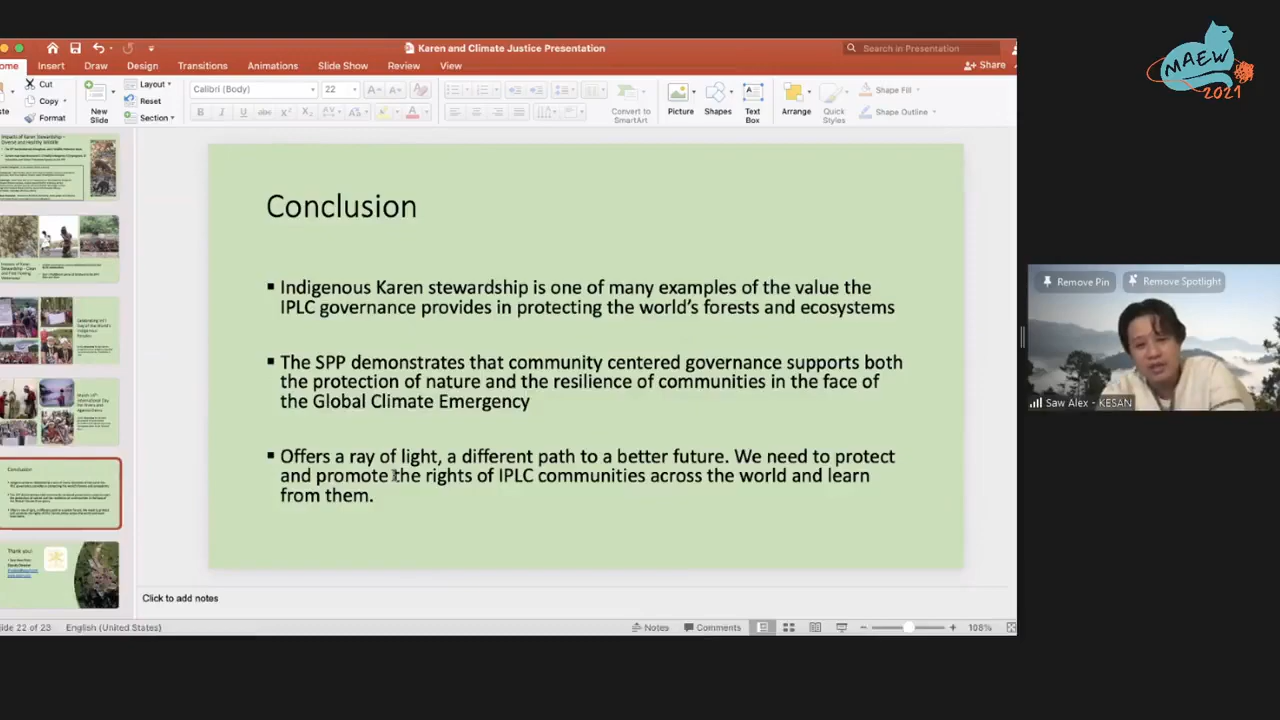 Karen and Climate Justice Presentation
Search in Presentation
MAEW
2021
Insert
Draw
Design
Transitions
Animations
Slide Show
Review
View
Share
Cut
Copy
Format
New
Slide
Layout
Reset
Section
Calibri (Body)
22
Convert to
SmartArt
Picture
Shapes
Text
Box
Arrange
Quick
Styles
Shape Fill
Shape Outline
Conclusion
▪ Indigenous Karen stewardship is one of many examples of the value the
IPLC governance provides in protecting the world's forests and ecosystems
▪ The SPP demonstrates that community centered governance supports both
the protection of nature and the resilience of communities in the face of
the Global Climate Emergency
▪ Offers a ray of light, a different path to a better future. We need to protect
and promote the rights of IPLC communities across the world and learn
from them.
Remove Pin
Remove Spotlight
Saw Alex - KESAN
Conclusion
Thank you!
Click to add notes
lide 22 of 23
English (United States)
Notes
Comments
108%